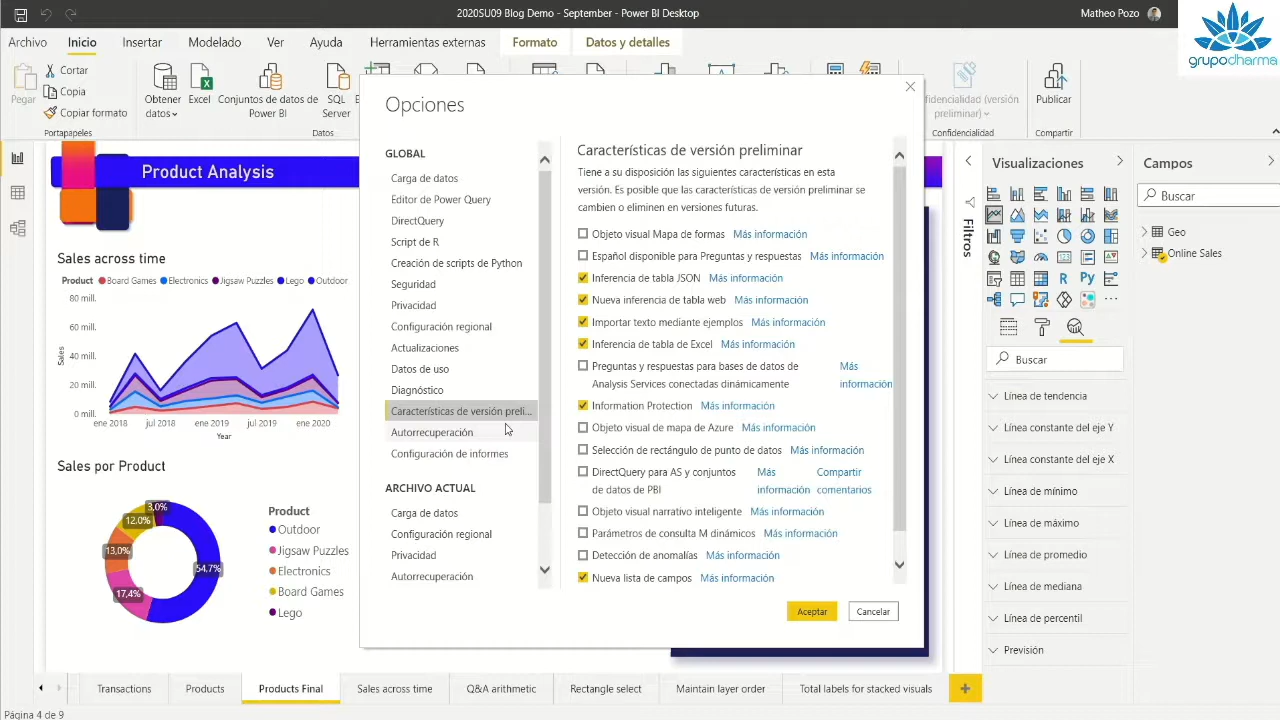 2020SU09 Blog Demo - September - Power BI Desktop
Matheo Pozo
grupodharma
Archivo
Inicio
Insertar
Modelado
Ver
Ayuda
Herramientas externas
Formato
Datos y detalles
Pegar
Cortar
Copia
Copiar formato
Portapapeles
Obtener
datos
Excel
Conjuntos de datos de
Power BI
SQL
Server
Datos
preliminar)
Confidencialidad
Publicar
Compartir
Product Analysis
Sales across time
Product
Board Games
Electronics
Jigsaw Puzzles
Lego
Outdoor
80 mill.
60 mill.
40 mill.
20 mill.
0 mill.
Sales
ene 2018
jul 2018
ene 2019
jul 2019
ene 2020
Year
Sales por Product
3,0%
12,0%
13,0%
17,4%
54,7%
Product
Outdoor
Jigsaw Puzzles
Electronics
Board Games
Lego
Opciones
GLOBAL
Carga de datos
Editor de Power Query
DirectQuery
Script de R
Creación de scripts de Python
Seguridad
Privacidad
Configuración regional
Actualizaciones
Datos de uso
Diagnóstico
Características de versión preli...
Autorrecuperación
Configuración de informes
ARCHIVO ACTUAL
Carga de datos
Configuración regional
Privacidad
Autorrecuperación
Características de versión preliminar
Tiene a su disposición las siguientes características en esta
versión. Es posible que las características de versión preliminar se
cambien o eliminen en versiones futuras.
Objeto visual Mapa de formas Más información
Español disponible para Preguntas y respuestas Más información
Inferencia de tabla JSON Más información
Nueva inferencia de tabla web Más información
Importar texto mediante ejemplos Más información
Inferencia de tabla de Excel Más información
Preguntas y respuestas para bases de datos de Más
Analysis Services conectadas dinámicamente información
Information Protection Más información
Objeto visual de mapa de Azure Más información
Selección de rectángulo de punto de datos Más información
DirectQuery para AS y conjuntos Más Compartir
de datos de PBI información comentarios
Objeto visual narrativo inteligente Más información
Parámetros de consulta M dinámicos Más información
Detección de anomalías Más información
Nueva lista de campos Más información
Aceptar
Cancelar
Filtros
Visualizaciones
R
Py
Buscar
Línea de tendencia
Línea constante del eje Y
Línea constante del eje X
Línea de mínimo
Línea de máximo
Línea de promedio
Línea de mediana
Línea de percentil
Previsión
Campos
Buscar
Geo
Online Sales
Transactions
Products
Products Final
Sales across time
Q&A arithmetic
Rectangle select
Maintain layer order
Total labels for stacked visuals
Página 4 de 9